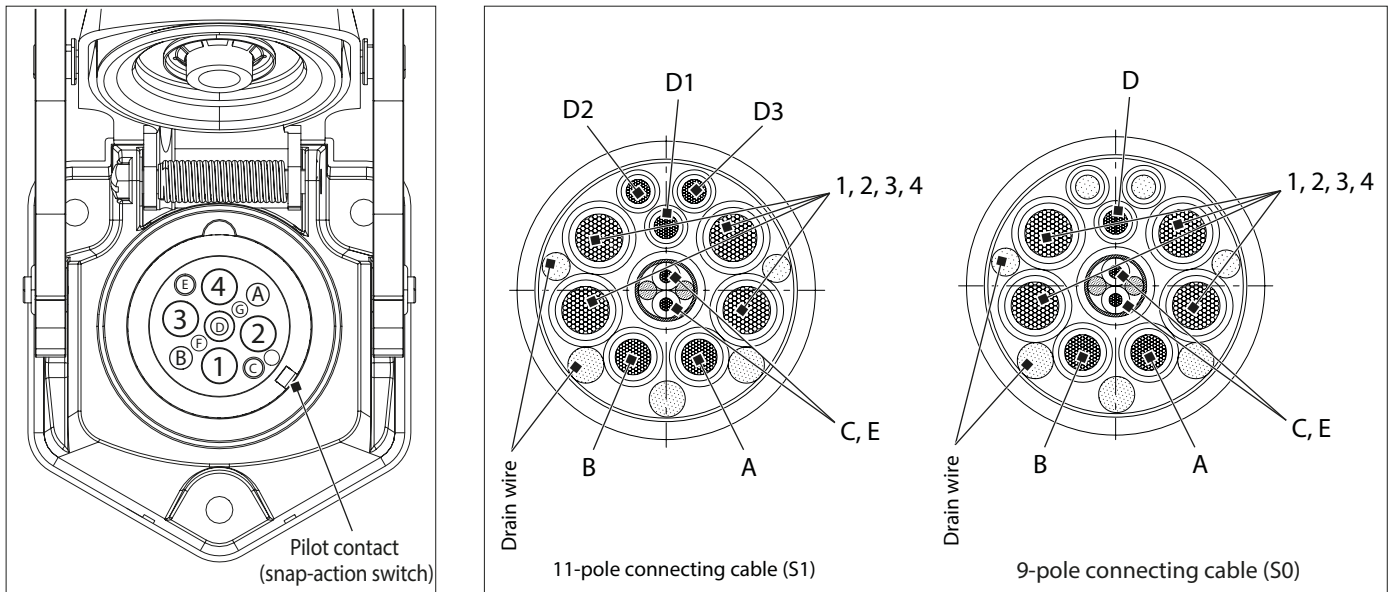 E
4
A
G
3
D
2
F
B
1
C
Pilot contact
(snap-action switch)
D1
D2
D3
1, 2, 3, 4
C, E
B
A
Drain wire
11-pole connecting cable (S1)
D
1, 2, 3, 4
C, E
B
A
Drain wire
9-pole connecting cable (S0)